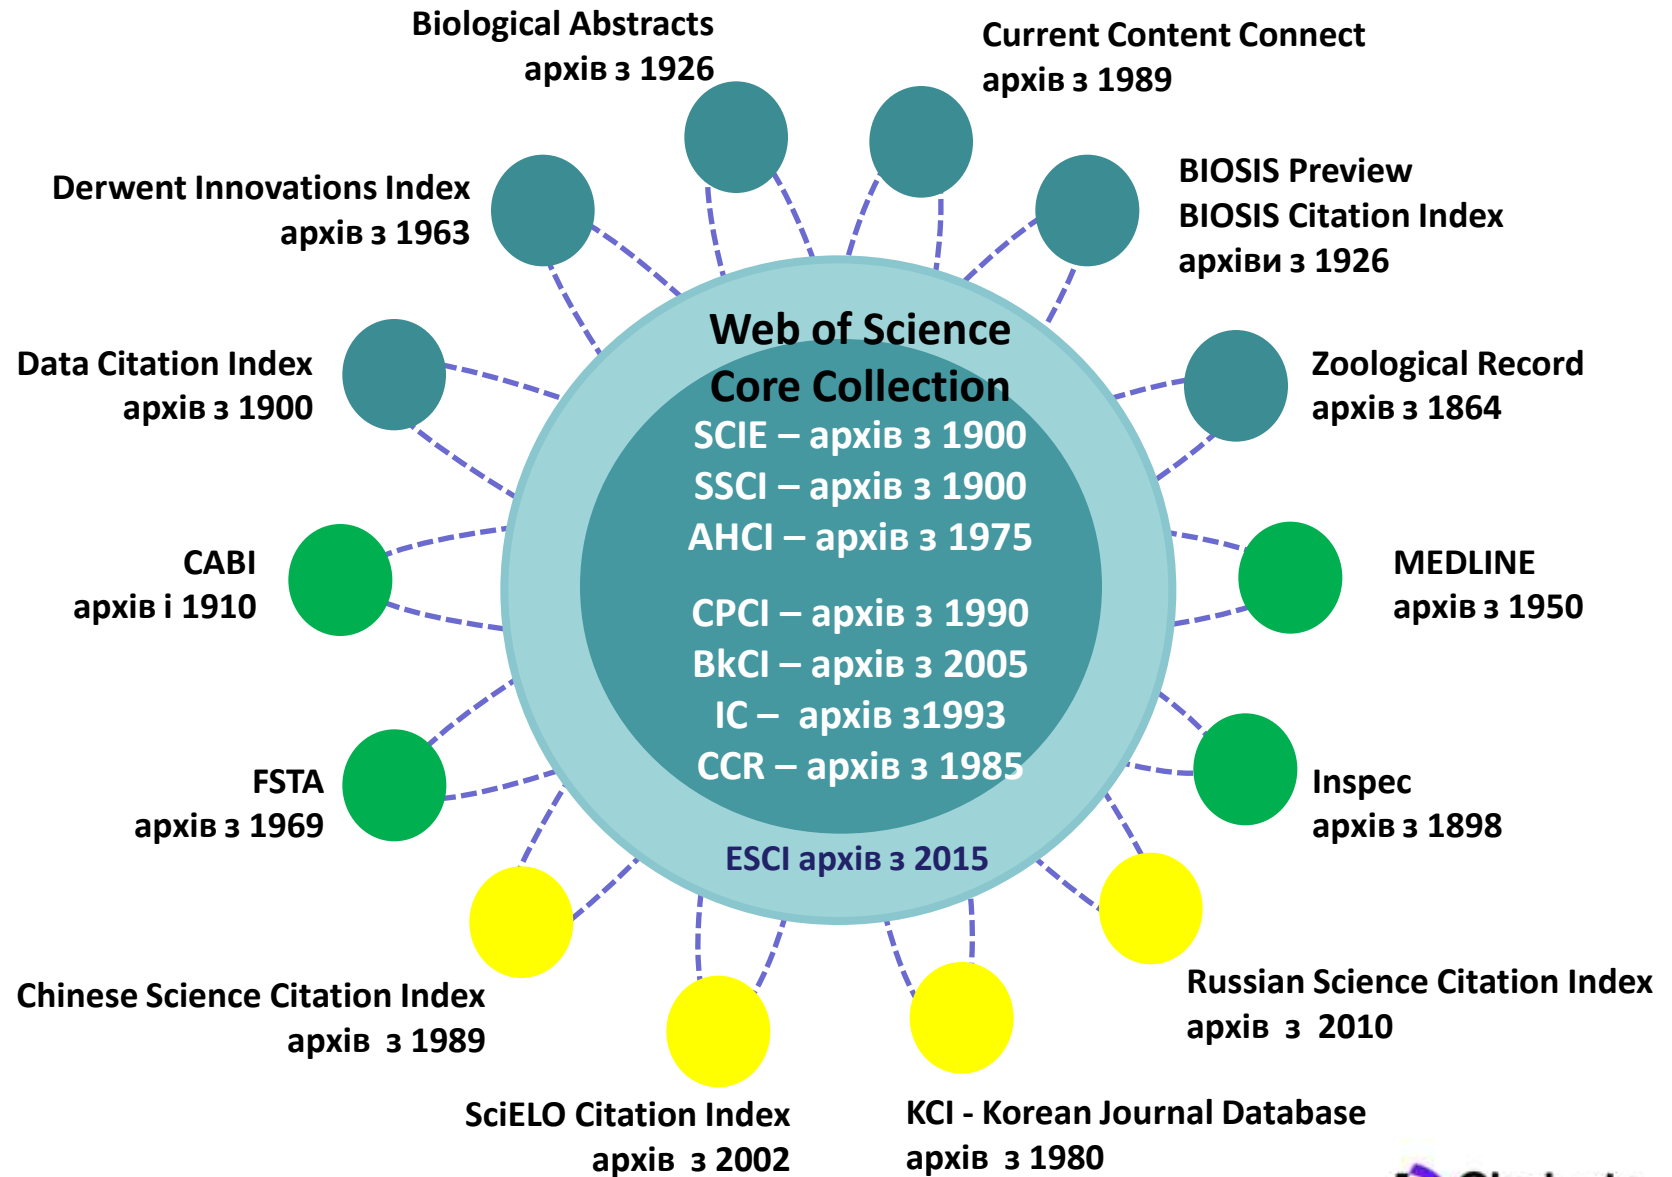 Biological Abstracts
архів з 1926
Current Content Connect
архів з 1989
Derwent Innovations Index
архів з 1963
BIOSIS Preview
BIOSIS Citation Index
архіви з 1926
Data Citation Index
архів з 1900
Zoological Record
архів з 1864
Web of Science
Core Collection
SCIE – архів з 1900
SSCI – архів з 1900
AHCI – архів з 1975
CPCI – архів з 1990
BkCI – архів з 2005
IC – архів з1993
CCR – архів з 1985
ESCI архів з 2015
CABI
архів і 1910
MEDLINE
архів з 1950
FSTA
архів з 1969
Inspec
архів з 1898
Chinese Science Citation Index
архів з 1989
Russian Science Citation Index
архів з 2010
SciELO Citation Index
архів з 2002
KCI - Korean Journal Database
архів з 1980